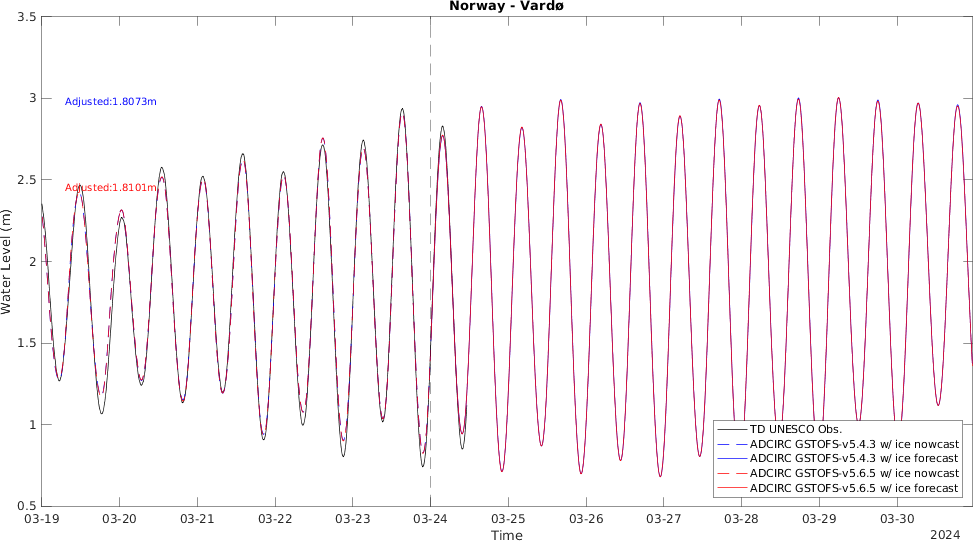 Norway - Vardø
3.5
3
2.5
2
1.5
1
0.5
Water Level (m)
Adjusted:1.8073m
Adjusted:1.8101m
TD UNESCO Obs.
ADCIRC GSTOFS-v5.4.3 w/ ice nowcast
ADCIRC GSTOFS-v5.4.3 w/ ice forecast
ADCIRC GSTOFS-v5.6.5 w/ ice nowcast
ADCIRC GSTOFS-v5.6.5 w/ ice forecast
03-19 03-20 03-21 03-22 03-23 03-24 03-25 03-26 03-27 03-28 03-29 03-30
Time
2024